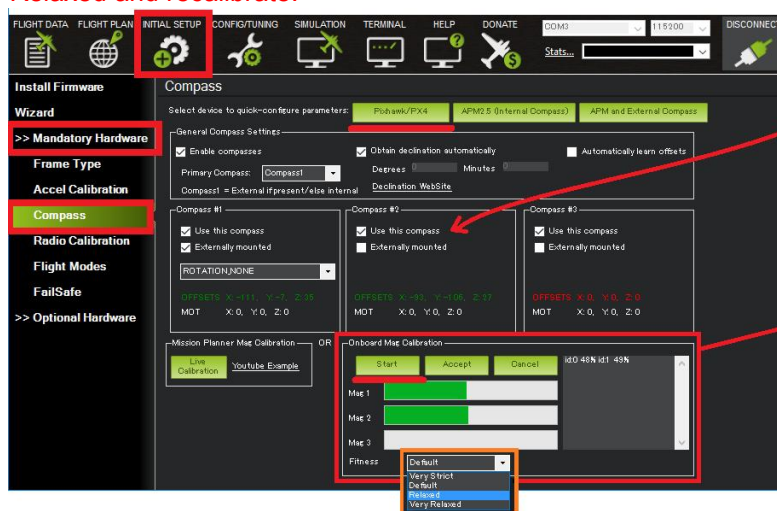 FLIGHT DATA FLIGHT PLAN INITIAL SETUP CONFIG/TUNING SIMULATION TERMINAL HELP DONATE COM3 115200 DISCONNECT
Stats...
Install Firmware
Compass
Wizard
Select device to quick-configure parameters: Pixhawk/PX4 APM2.5 (Internal Compass) APM and External Compass
>> Mandatory Hardware
General Compass Settings
Frame Type
Enable compasses
Obtain declination automatically
Automatically learn offsets
Primary Compass: Compass1
Degrees 0 Minutes 0
Accel Calibration
Compass1 = External if present/else internal
Declination WebSite
Compass
Compass #1
Compass #2
Compass #3
Use this compass
Use this compass
Use this compass
Radio Calibration
Externally mounted
Externally mounted
Externally mounted
Flight Modes
ROTATION_NONE
FailSafe
OFFSETS X: -111, Y: -7, Z: 35
OFFSETS X: -93, Y: -106, Z: 57
OFFSETS X: 0, Y: 0, Z: 0
>> Optional Hardware
MOT X: 0, Y: 0, Z: 0
MOT X: 0, Y: 0, Z: 0
MOT X: 0, Y: 0, Z: 0
Mission Planner Mag Calibration
OR
Onboard Mag Calibration
Live Calibration
Youtube Example
Start Accept Cancel
id:0 48% id:1 49%
Mag 1
Mag 2
Mag 3
Fitness Default
Very Strict
Default
Relaxed
Very Relaxed